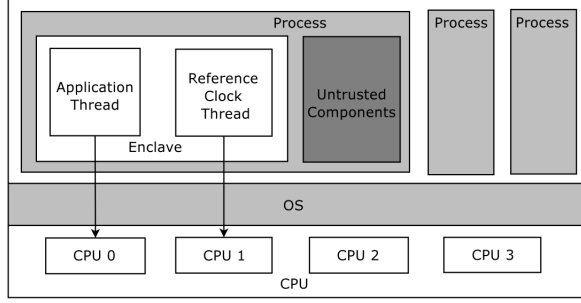 Process
Process
Process
Application
Thread
Reference
Clock
Thread
Untrusted
Components
Enclave
OS
CPU 0
CPU 1
CPU 2
CPU 3
CPU